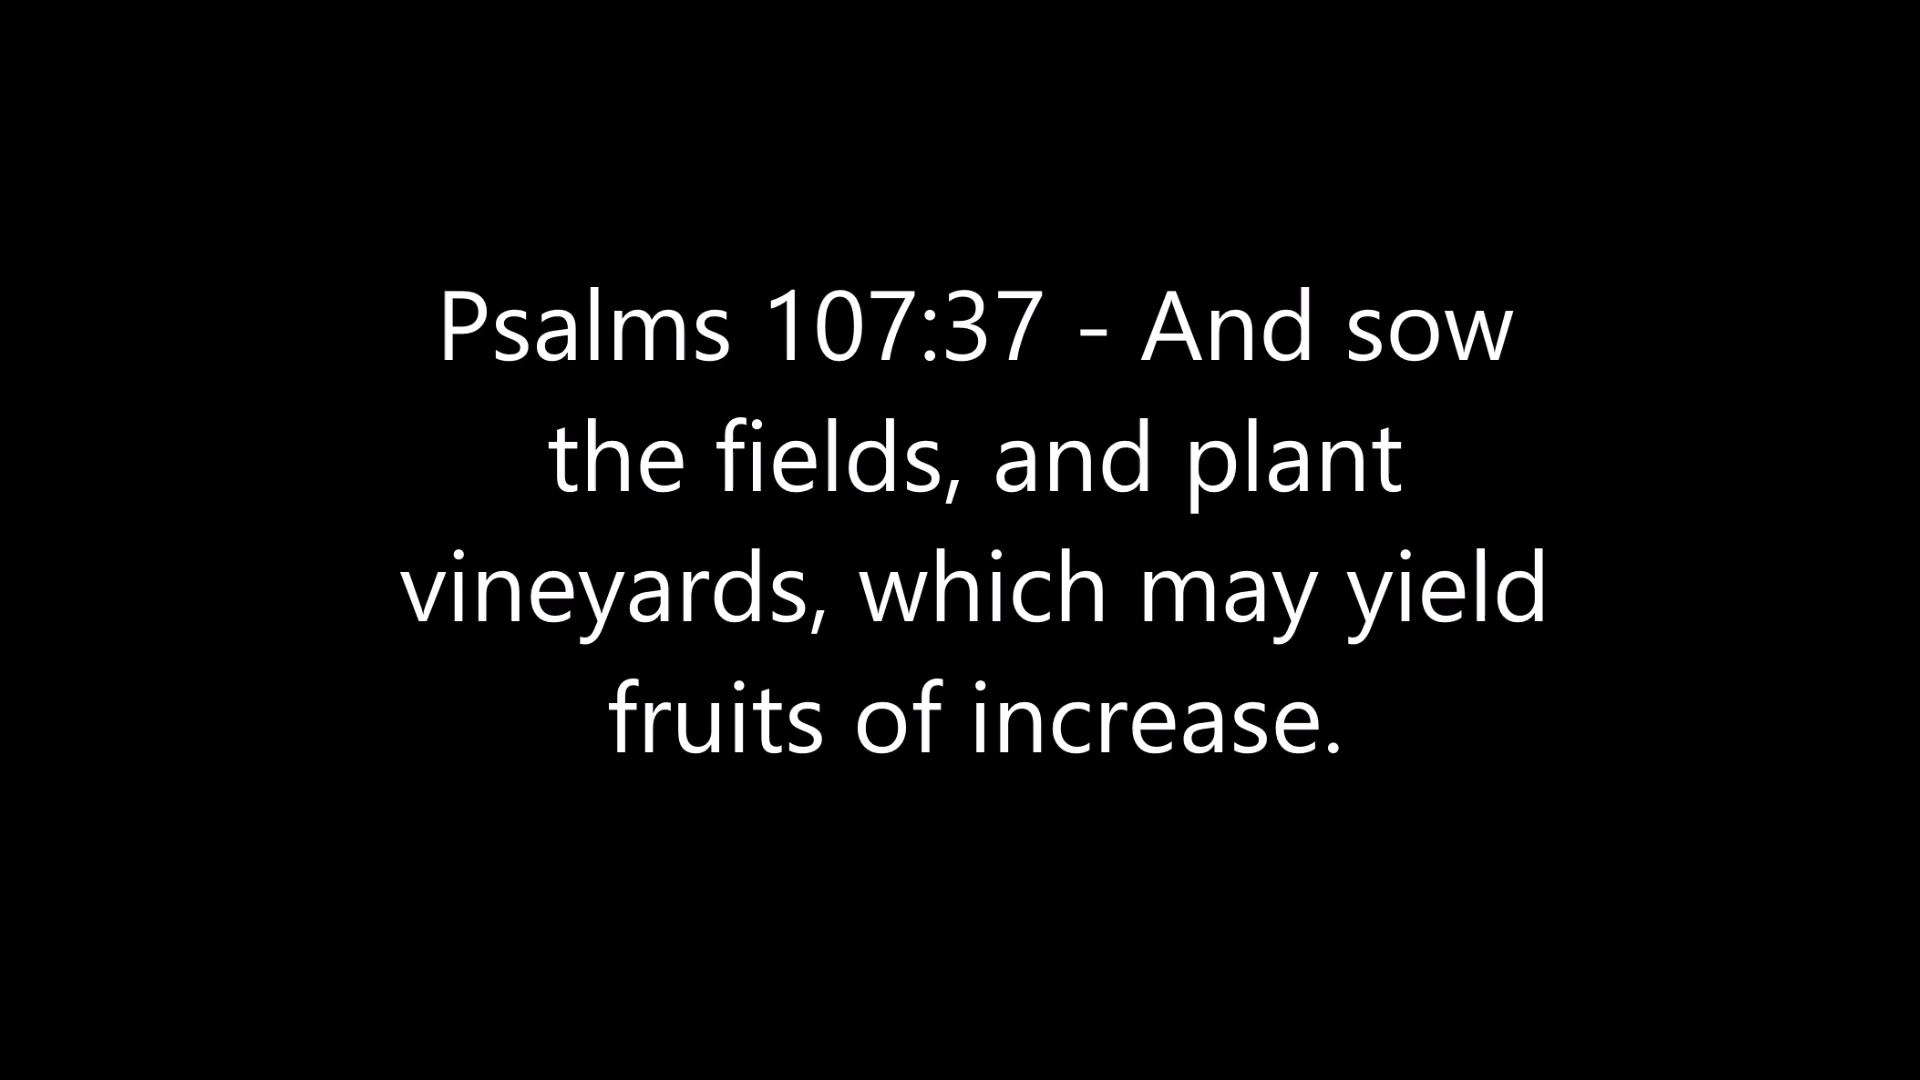 Psalms 107:37 - And sow
the fields, and plant
vineyards, which may yield
fruits of increase.